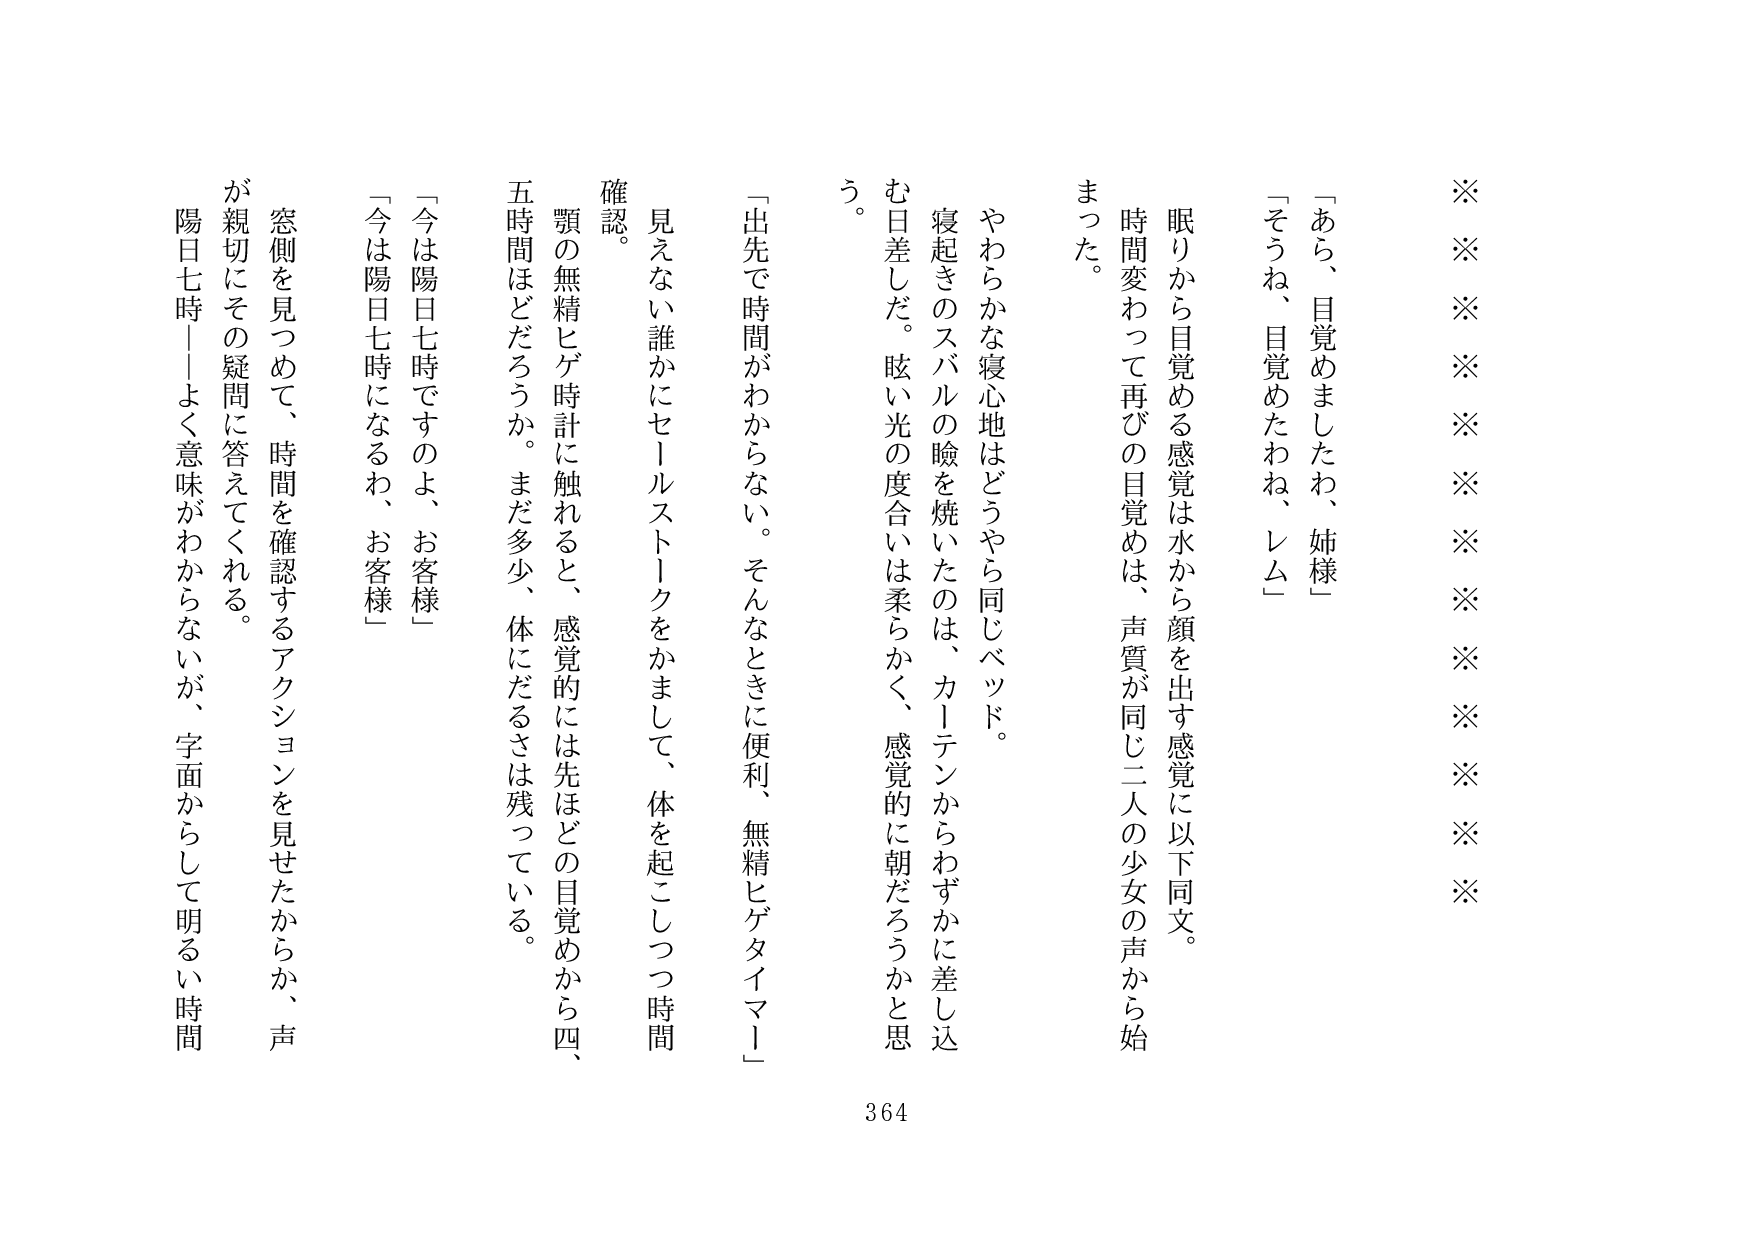 ※　※　※　※　※　※　※　※　※　※　※　※　※
「あら、目覚めましたわ、姉様」
「そうね、目覚めたわね、レム」
　眠りから目覚める感覚は水から顔を出す感覚に以下同文。
　時間変わって再びの目覚めは、声質が同じ二人の少女の声から始
まった。
　やわらかな寝心地はどうやら同じベッド。
　寝起きのスバルの瞼を焼いたのは、カーテンからわずかに差し込
む日差しだ。眩い光の度合いは柔らかく、感覚的に朝だろうかと思
う。
「出先で時間がわからない。そんなときに便利、無精ヒゲタイマー」
　見えない誰かにセールストークをかまして、体を起こしつつ時間
確認。
　顎の無精ヒゲ時計に触れると、感覚的には先ほどの目覚めから四、
五時間ほどだろうか。まだ多少、体にだるさは残っている。
「今は陽日七時ですのよ、お客様」
「今は陽日七時になるわ、お客様」
　窓側を見つめて、時間を確認するアクションを見せたからか、声
が親切にその疑問に答えてくれる。
　陽日七時――よく意味がわからないが、字面からして明るい時間
364